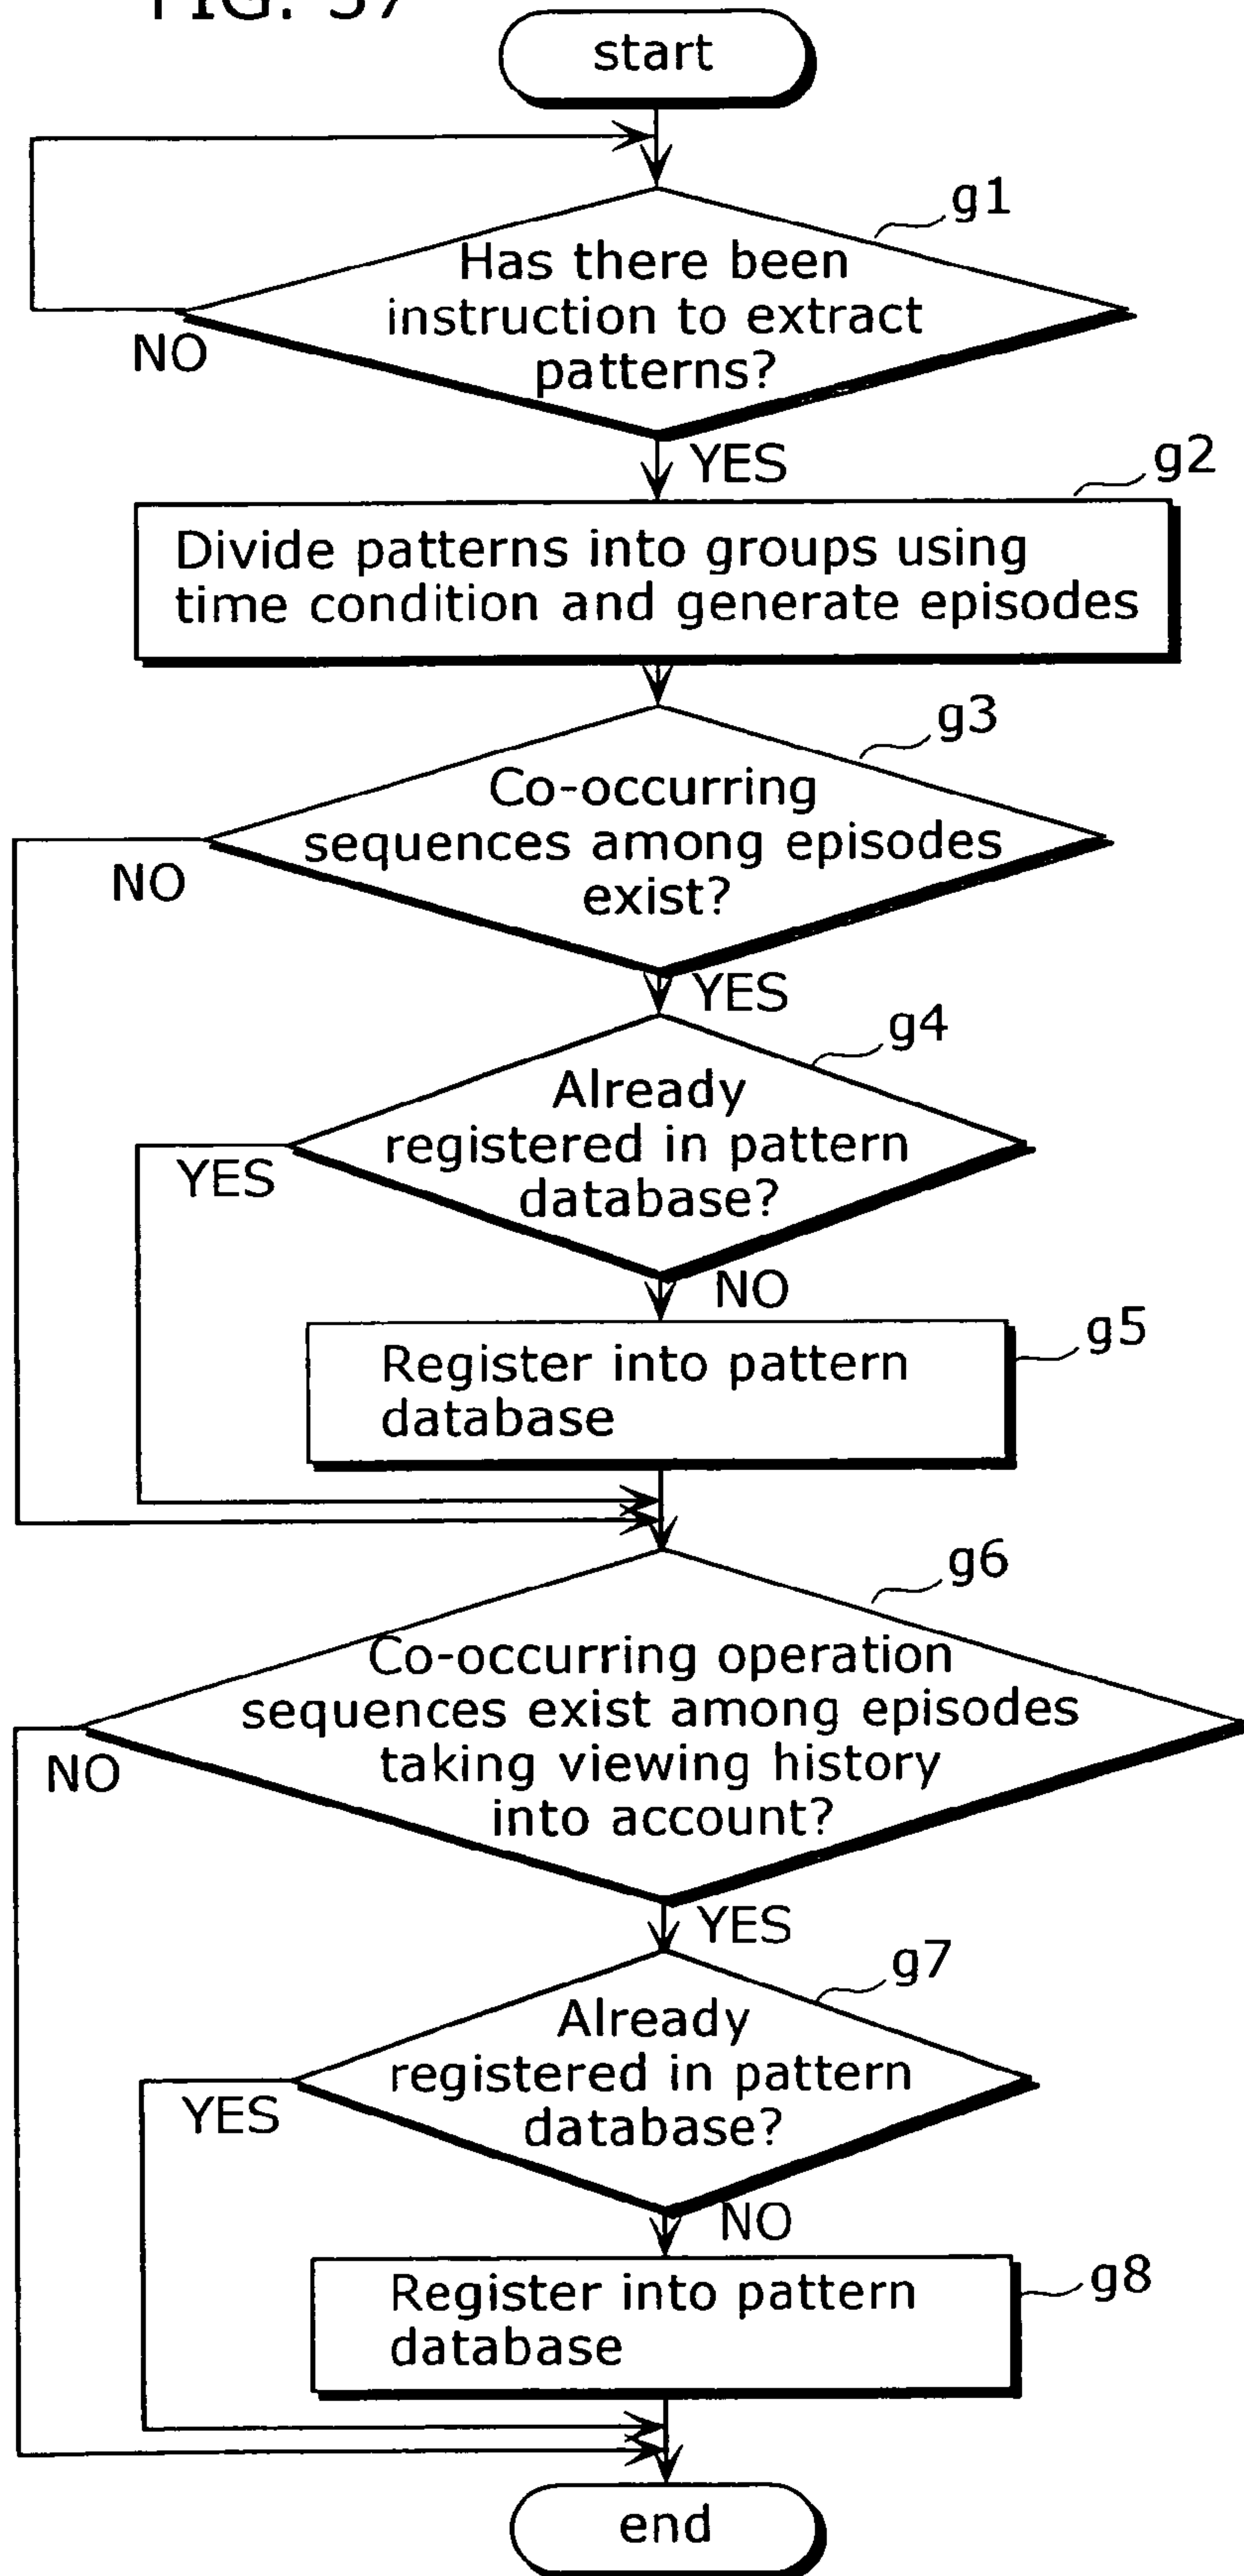 FIG. 37
start
g1
Has there been
instruction to extract
patterns?
NO
YES
g2
Divide patterns into groups using
time condition and generate episodes
g3
Co-occurring
sequences among episodes
exist?
NO
YES
g4
Already
registered in pattern
database?
YES
NO
g5
Register into pattern
database
g6
Co-occurring operation
sequences exist among episodes
taking viewing history
into account?
NO
YES
g7
Already
registered in pattern
database?
YES
NO
g8
Register into pattern
database
end